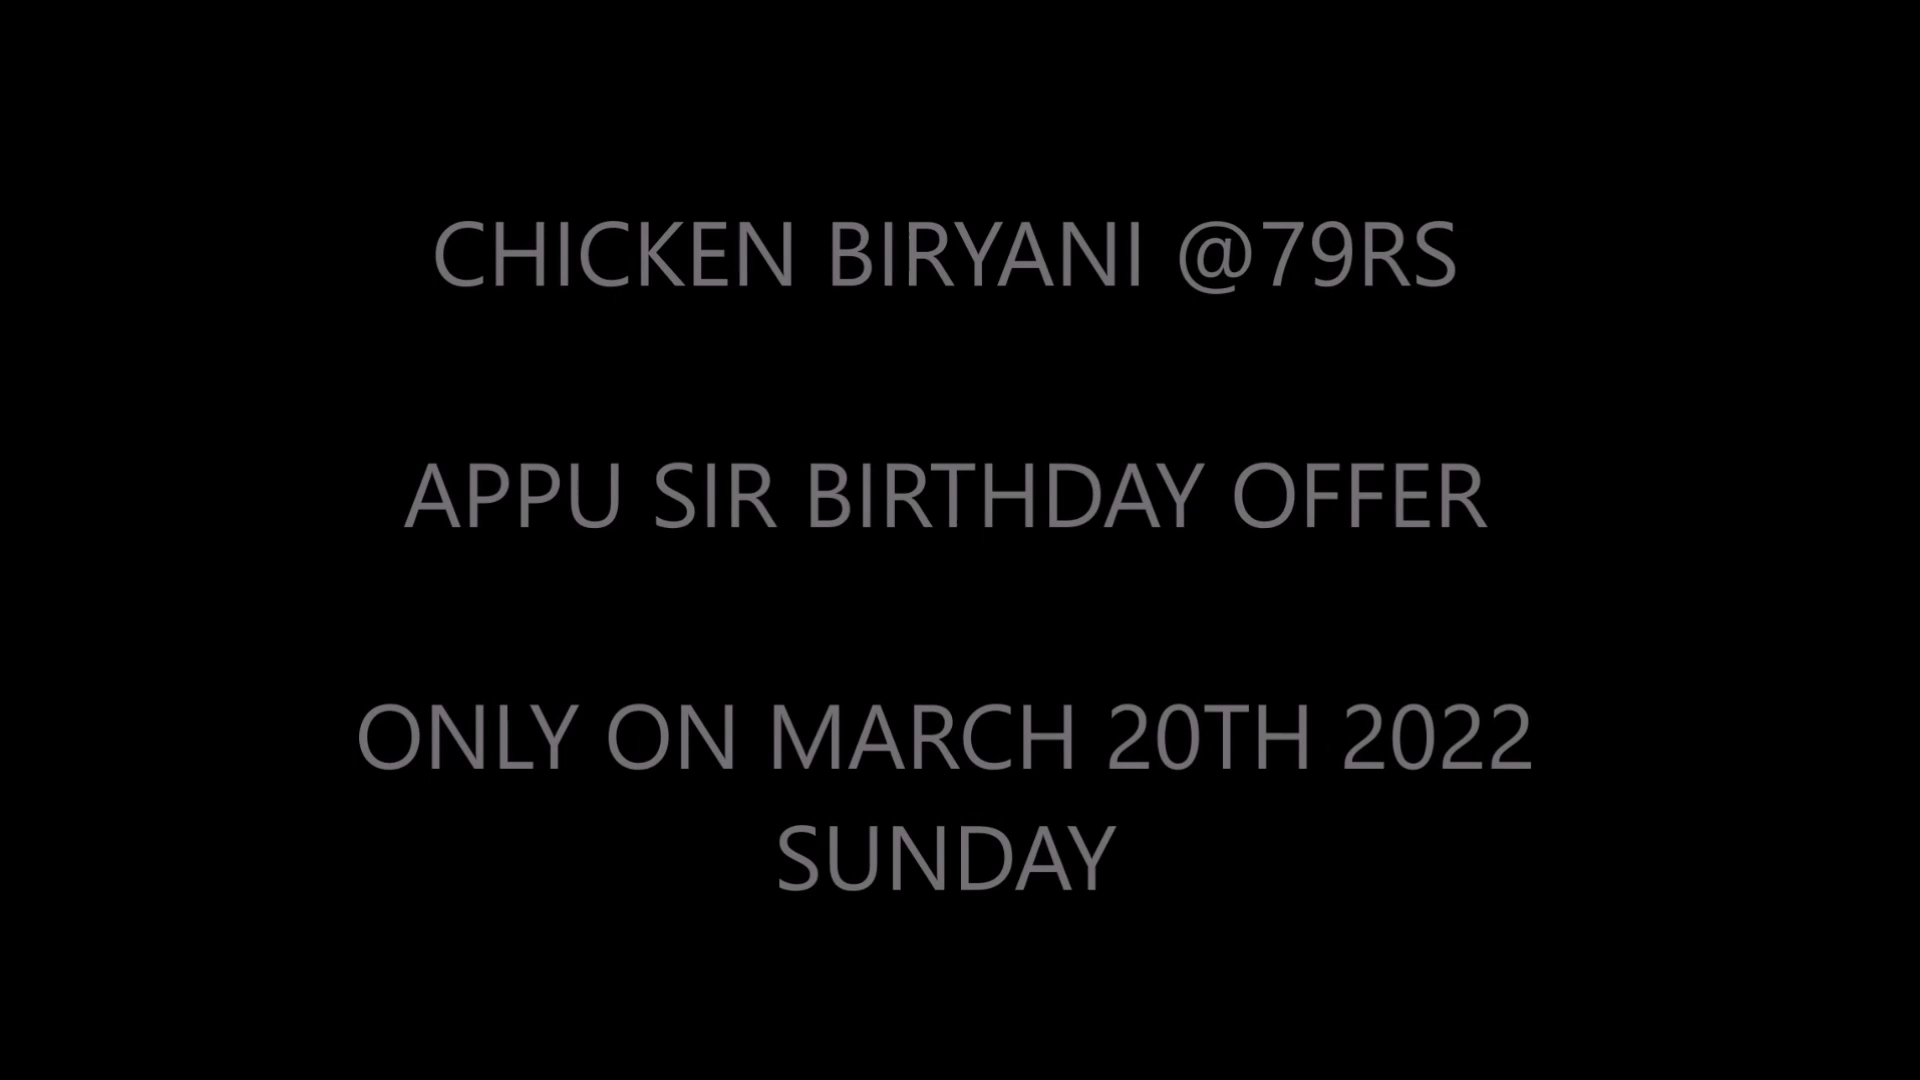 CHICKEN BIRYANI @79RS
APPU SIR BIRTHDAY OFFER
ONLY ON MARCH 20TH 2022
SUNDAY